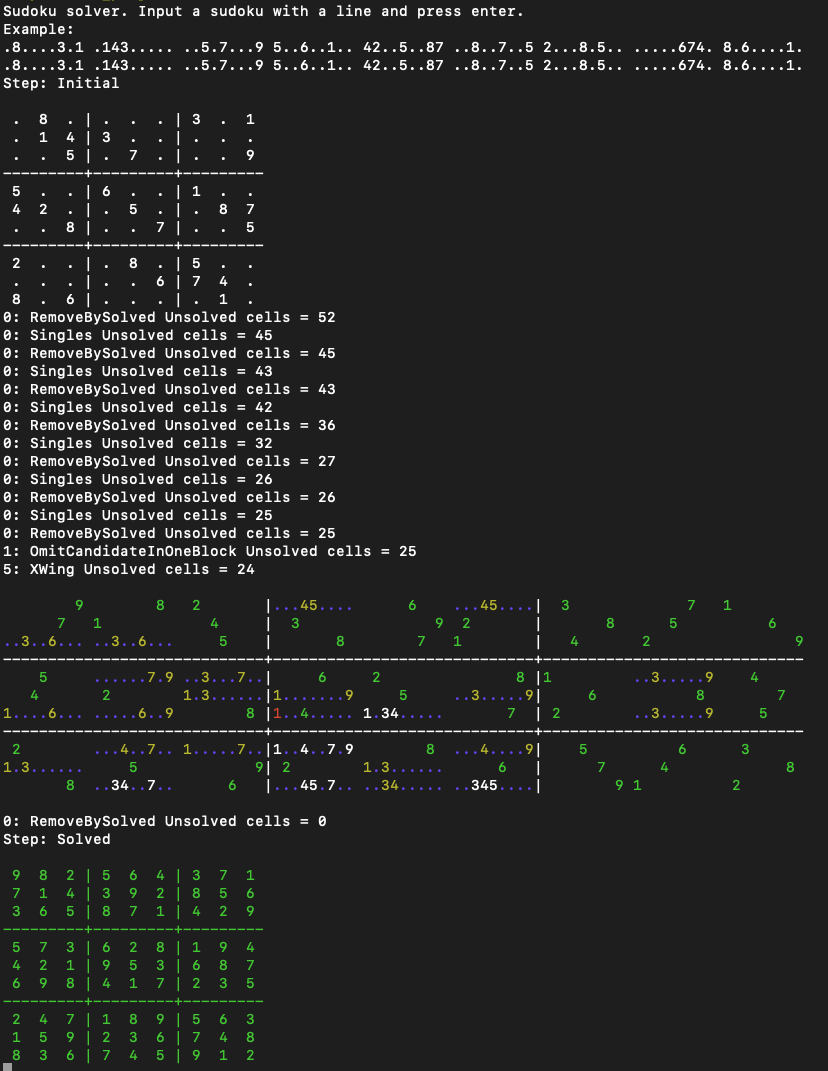 Sudoku solver. Input a sudoku with a line and press enter.
Example:
.8....3.1 .143..... ..5.7...9 5..6..1.. 42..5..87 ..8..7..5 2...8.5.. .....674. 8.6....1.
.8....3.1 .143..... ..5.7...9 5..6..1.. 42..5..87 ..8..7..5 2...8.5.. .....674. 8.6....1.
Step: Initial
. 8 . | . . . | 3 . 1
. 1 4 | 3 . . | . . .
. . 5 | . 7 . | . . 9
---------+---------+---------
5 . . | 6 . . | 1 . .
4 2 . | . 5 . | . 8 7
. . 8 | . . 7 | . . 5
---------+---------+---------
2 . . | . 8 . | 5 . .
. . . | . . 6 | 7 4 .
8 . 6 | . . . | . 1 .
0: RemoveBySolved Unsolved cells = 52
0: Singles Unsolved cells = 45
0: RemoveBySolved Unsolved cells = 45
0: Singles Unsolved cells = 43
0: RemoveBySolved Unsolved cells = 43
0: Singles Unsolved cells = 42
0: RemoveBySolved Unsolved cells = 36
0: Singles Unsolved cells = 32
0: RemoveBySolved Unsolved cells = 27
0: Singles Unsolved cells = 26
0: RemoveBySolved Unsolved cells = 26
0: Singles Unsolved cells = 25
0: RemoveBySolved Unsolved cells = 25
1: OmitCandidateInOneBlock Unsolved cells = 25
5: XWing Unsolved cells = 24
9 8 2 |...45.... 6 ...45....| 3 7 1
7 1 4 | 3 9 2 | 8 5 6
..3..6... ..3..6... 5 | 8 7 1 | 4 2 9
------------------------------+-----------------------------+-----------------------------
5 ......7.9 ..3...7..| 6 2 8 |1 ..3.....9 4
4 2 1.3......|1.......9 5 ..3.....9| 6 8 7
1....6... .....6..9 8 |1..4..... 1.34..... 7 | 2 ..3.....9 5
------------------------------+-----------------------------+-----------------------------
2 ...4..7.. 1.....7..|1..4..7.9 8 ...4....9| 5 6 3
1.3...... 5 9| 2 1.3...... 6 | 7 4 8
8 ..34..7.. 6 |...45.7.. ..34..... ..345....| 9 1 2
0: RemoveBySolved Unsolved cells = 0
Step: Solved
9 8 2 | 5 6 4 | 3 7 1
7 1 4 | 3 9 2 | 8 5 6
3 6 5 | 8 7 1 | 4 2 9
---------+---------+---------
5 7 3 | 6 2 8 | 1 9 4
4 2 1 | 9 5 3 | 6 8 7
6 9 8 | 4 1 7 | 2 3 5
---------+---------+---------
2 4 7 | 1 8 9 | 5 6 3
1 5 9 | 2 3 6 | 7 4 8
8 3 6 | 7 4 5 | 9 1 2